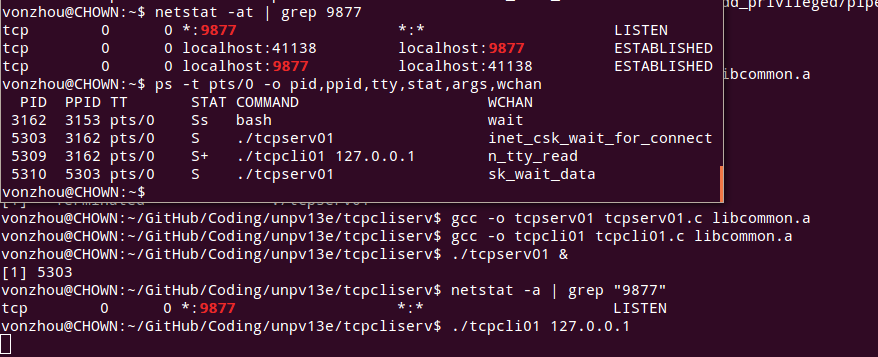 vonzhou@CHOWN:~$ netstat -at | grep 9877
dd_privileged/pipe
tcp        0      0 *:9877                  *:*                     LISTEN
tcp        0      0 localhost:41138         localhost:9877          ESTABLISHED
tcp        0      0 localhost:9877          localhost:41138         ESTABLISHED
ibcommon.a
vonzhou@CHOWN:~$ ps -t pts/0 -o pid,ppid,tty,stat,args,wchan
  PID  PPID TT       STAT COMMAND                     WCHAN
 3162  3153 pts/0    Ss   bash                        wait
 5303  3162 pts/0    S    ./tcpserv01                 inet_csk_wait_for_connect
 5309  3162 pts/0    S+   ./tcpcli01 127.0.0.1        n_tty_read
 5310  5303 pts/0    S    ./tcpserv01                 sk_wait_data
vonzhou@CHOWN:~$
vonzhou@CHOWN:~/GitHub/Coding/unpv13e/tcpcliserv$ gcc -o tcpserv01 tcpserv01.c libcommon.a
vonzhou@CHOWN:~/GitHub/Coding/unpv13e/tcpcliserv$ gcc -o tcpcli01 tcpcli01.c libcommon.a
vonzhou@CHOWN:~/GitHub/Coding/unpv13e/tcpcliserv$ ./tcpserv01 &
[1] 5303
vonzhou@CHOWN:~/GitHub/Coding/unpv13e/tcpcliserv$ netstat -a | grep "9877"
tcp        0      0 *:9877                  *:*                     LISTEN
vonzhou@CHOWN:~/GitHub/Coding/unpv13e/tcpcliserv$ ./tcpcli01 127.0.0.1